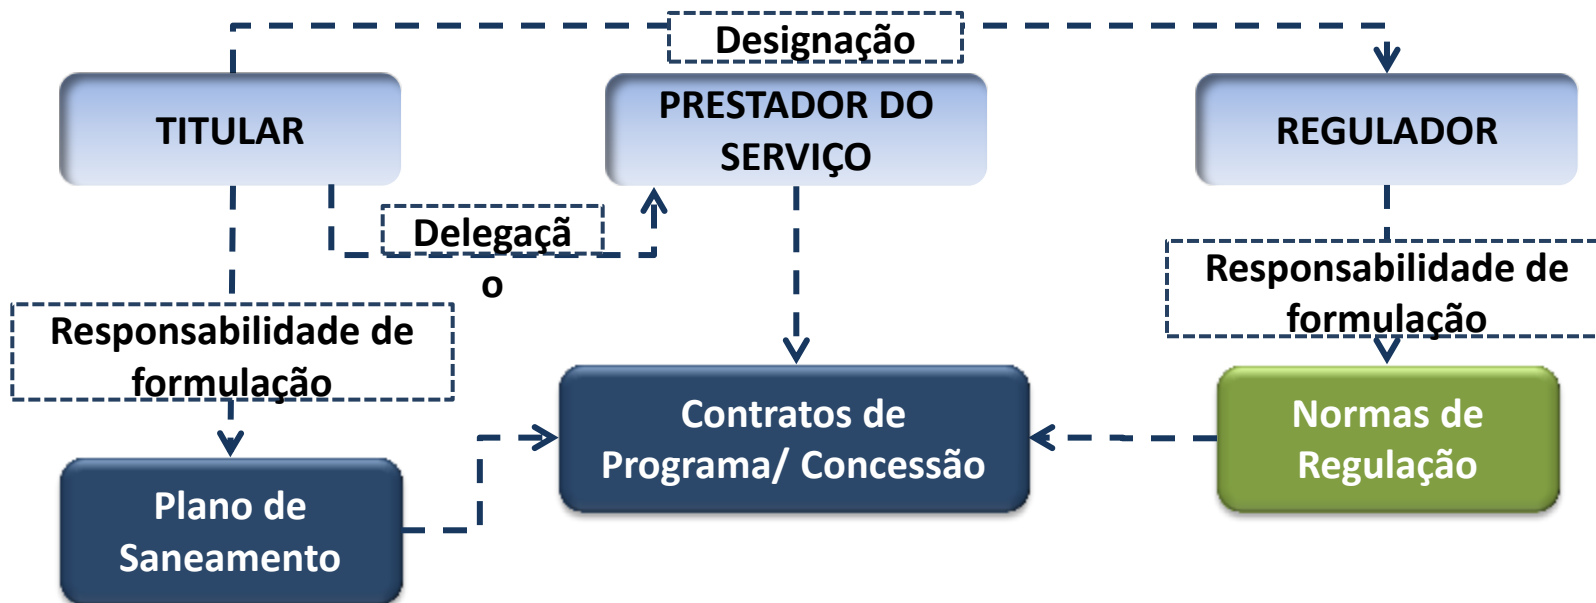 Designação
TITULAR
PRESTADOR DO
SERVIÇO
REGULADOR
Delegaçã
o
Responsabilidade de
formulação
Responsabilidade de
formulação
Plano de
Saneamento
Contratos de
Programa/ Concessão
Normas de
Regulação